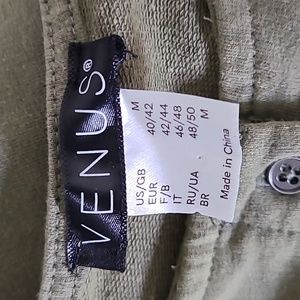 VENUS®
US/GB M
EUR 40/42
F/B 42/44
IT 46/48
RU/UA 48/50
BR M
Made in China